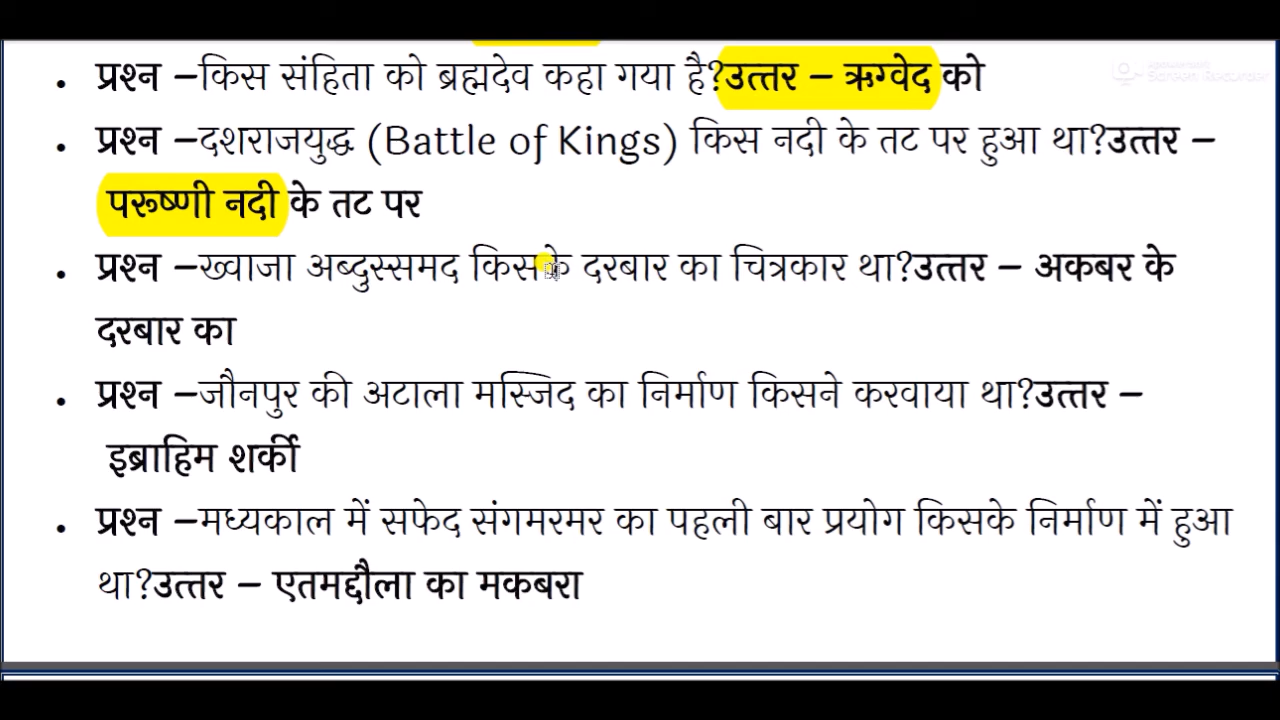 • प्रश्न –किस संहिता को ब्रह्मदेव कहा गया है?उत्तर – ऋग्वेद को
• प्रश्न –दशराजयुद्ध (Battle of Kings) किस नदी के तट पर हुआ था?उत्तर –
परूष्णी नदी के तट पर
• प्रश्न –ख्वाजा अब्दुस्समद किसके दरबार का चित्रकार था?उत्तर – अकबर के
दरबार का
• प्रश्न –जौनपुर की अटाला मस्जिद का निर्माण किसने करवाया था?उत्तर –
इब्राहिम शर्की
• प्रश्न –मध्यकाल में सफेद संगमरमर का पहली बार प्रयोग किसके निर्माण में हुआ
था?उत्तर – एतमद्दौला का मकबरा